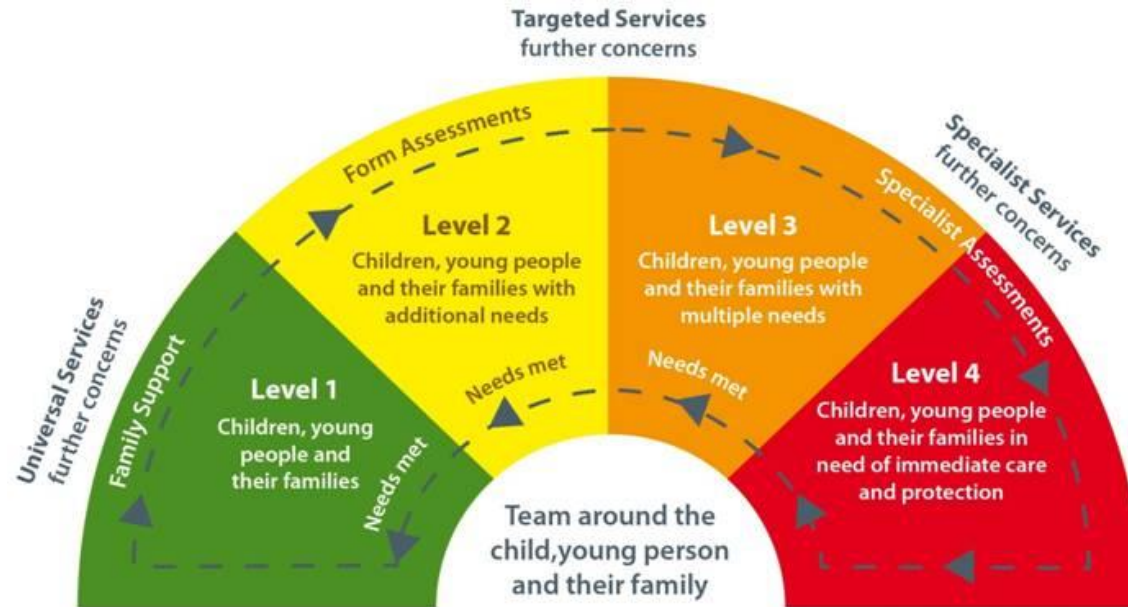 Targeted Services
further concerns
Form Assessments
Specialist Services
further concerns
Specialist Assessments
Universal Services
further concerns
Family Support
Level 1
Children, young
people and
their families
Needs met
Level 2
Children, young people
and their families with
additional needs
Needs met
Level 3
Children, young people
and their families with
multiple needs
Needs met
Level 4
Children, young people
and their families in
need of immediate care
and protection
Team around the
child,young person
and their family